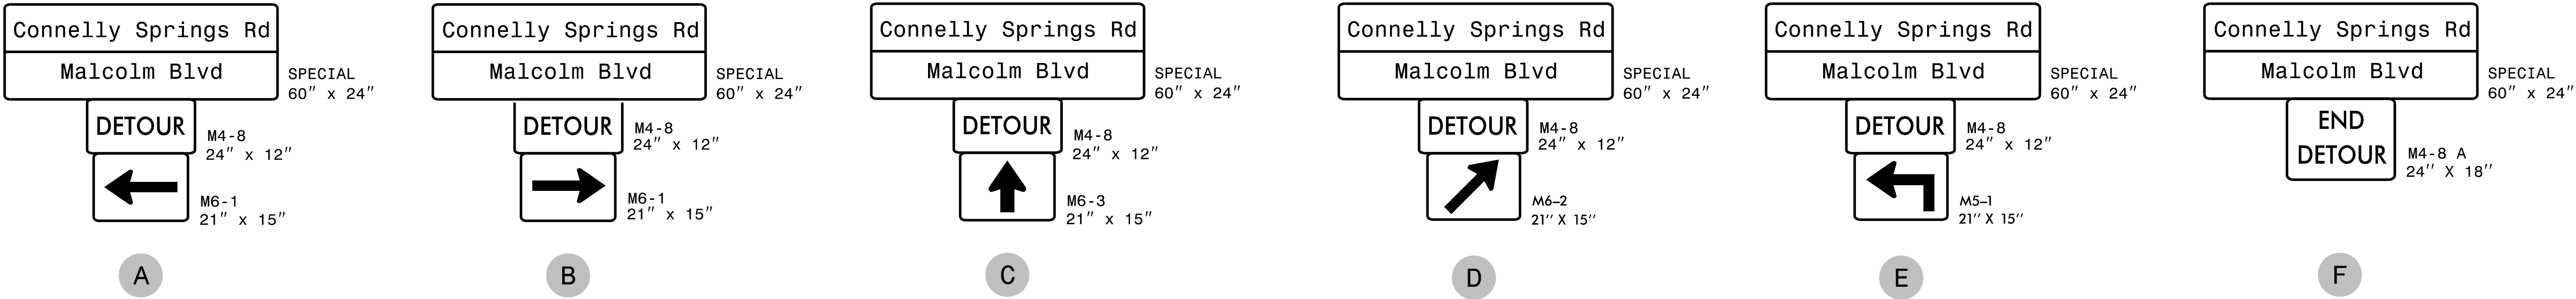 Connelly Springs Rd
Malcolm Blvd
SPECIAL
60" x 24"
DETOUR
M4-8
24" x 12"
M6-1
21" x 15"
A
Connelly Springs Rd
Malcolm Blvd
SPECIAL
60" x 24"
DETOUR
M4-8
24" x 12"
M6-1
21" x 15"
B
Connelly Springs Rd
Malcolm Blvd
SPECIAL
60" x 24"
DETOUR
M4-8
24" x 12"
M6-3
21" x 15"
C
Connelly Springs Rd
Malcolm Blvd
SPECIAL
60" x 24"
DETOUR
M4-8
24" x 12"
M6-2
21" X 15"
D
Connelly Springs Rd
Malcolm Blvd
SPECIAL
60" x 24"
DETOUR
M4-8
24" x 12"
M5-1
21" X 15"
E
Connelly Springs Rd
Malcolm Blvd
SPECIAL
60" x 24"
END
DETOUR
M4-8 A
24" X 18"
F